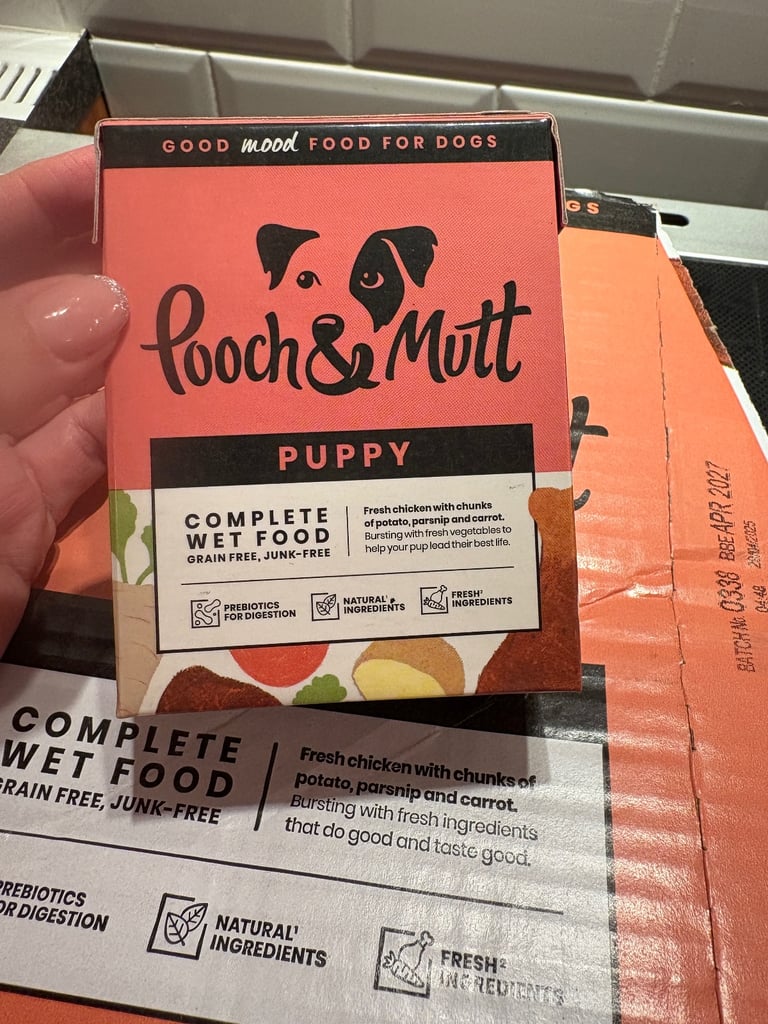 GOOD mood FOOD FOR DOGS
Pooch & Mutt
PUPPY
COMPLETE
WET FOOD
GRAIN FREE, JUNK-FREE
Fresh chicken with chunks
of potato, parsnip and carrot.
Bursting with fresh vegetables to
help your pup lead their best life.
PREBIOTICS
FOR DIGESTION
NATURAL¹
INGREDIENTS
FRESH²
INGREDIENTS
GS
t
BATCH Nº 0338 BBE APR 2027
COMPLETE
WET FOOD
GRAIN FREE, JUNK-FREE
Fresh chicken with chunks of
potato, parsnip and carrot.
Bursting with fresh ingredients
that do good and taste good.
PREBIOTICS
OR DIGESTION
NATURAL¹
INGREDIENTS
FRESH²
INGREDIENTS